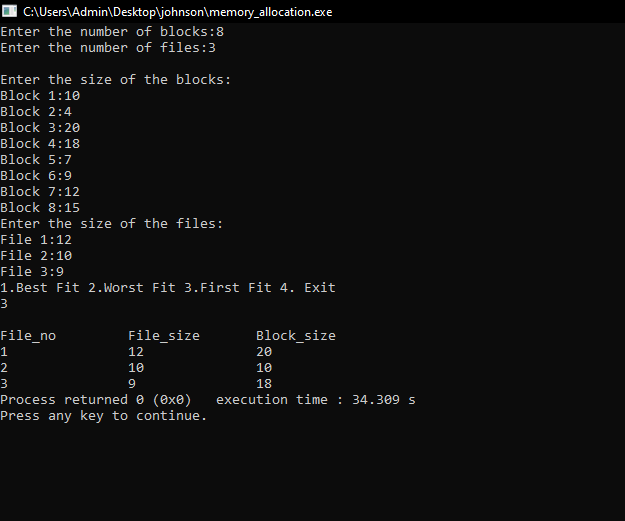 C:\Users\Admin\Desktop\johnson\memory_allocation.exe
Enter the number of blocks:8
Enter the number of files:3
Enter the size of the blocks:
Block 1:10
Block 2:4
Block 3:20
Block 4:18
Block 5:7
Block 6:9
Block 7:12
Block 8:15
Enter the size of the files:
File 1:12
File 2:10
File 3:9
1.Best Fit 2.Worst Fit 3.First Fit 4. Exit
3
File_no File_size Block_size
1 12 20
2 10 10
3 9 18
Process returned 0 (0x0) execution time : 34.309 s
Press any key to continue.